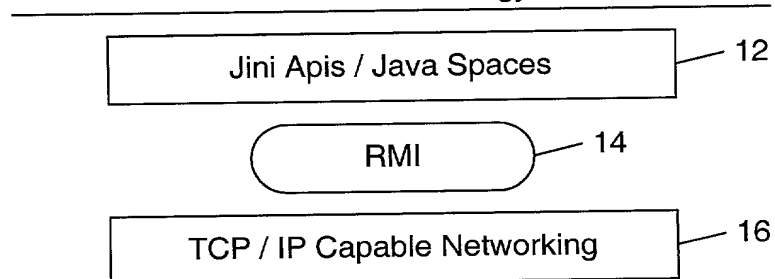 Jini Apis / Java Spaces 12
RMI 14
TCP / IP Capable Networking 16